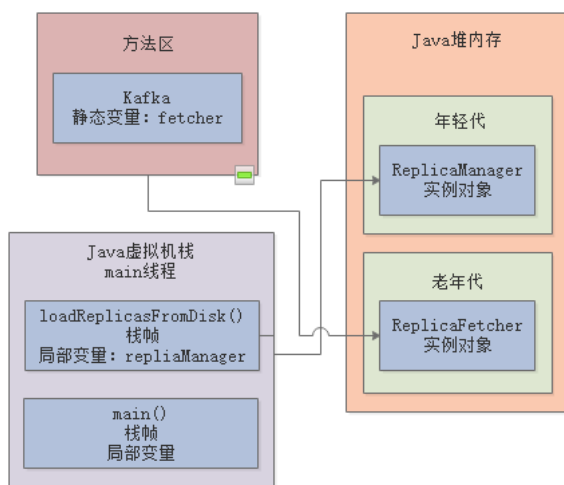 方法区
Kafka
静态变量：fetcher
Java堆内存
年轻代
ReplicaManager
实例对象
老年代
ReplicaFetcher
实例对象
Java虚拟机栈
main线程
loadReplicasFromDisk()
栈帧
局部变量：repliaManager
main()
栈帧
局部变量